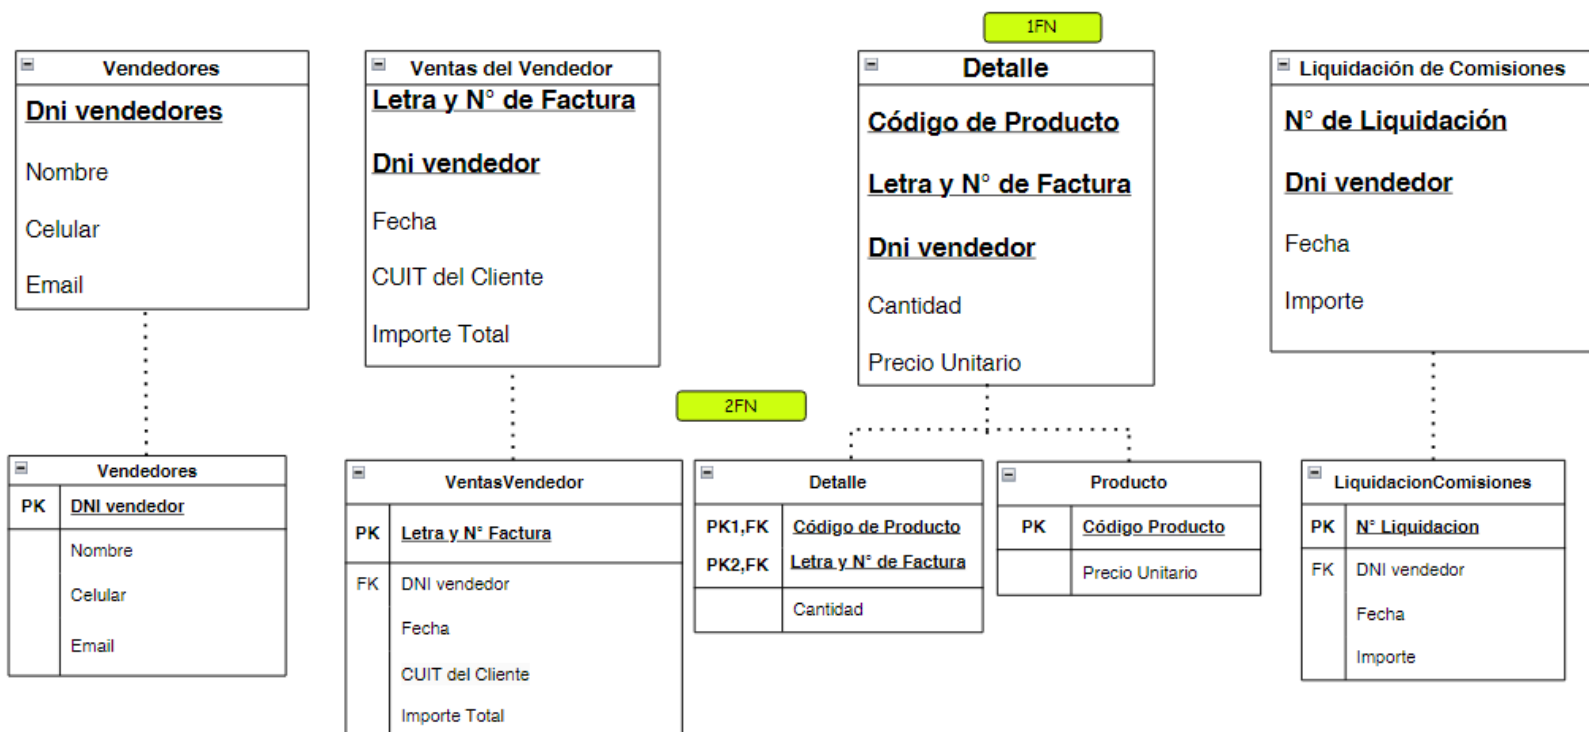 1FN
Vendedores
Dni vendedores
Nombre
Celular
Email
Ventas del Vendedor
Letra y N° de Factura
Dni vendedor
Fecha
CUIT del Cliente
Importe Total
Detalle
Código de Producto
Letra y N° de Factura
Dni vendedor
Cantidad
Precio Unitario
Liquidación de Comisiones
N° de Liquidación
Dni vendedor
Fecha
Importe
2FN
Vendedores
PK DNI vendedor
Nombre
Celular
Email
VentasVendedor
PK Letra y N° Factura
FK DNI vendedor
Fecha
CUIT del Cliente
Importe Total
Detalle
PK1,FK Código de Producto
PK2,FK Letra y N° de Factura
Cantidad
Producto
PK Código Producto
Precio Unitario
LiquidacionComisiones
PK N° Liquidacion
FK DNI vendedor
Fecha
Importe